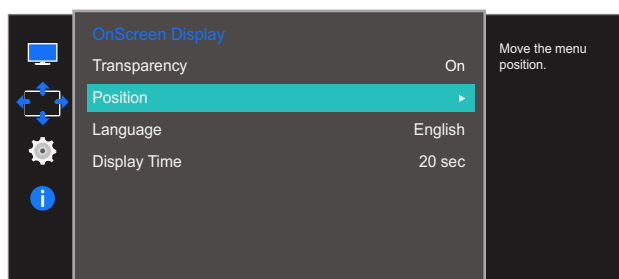 OnScreen Display
Transparency On
Position
Language English
Display Time 20 sec
Move the menu
position.